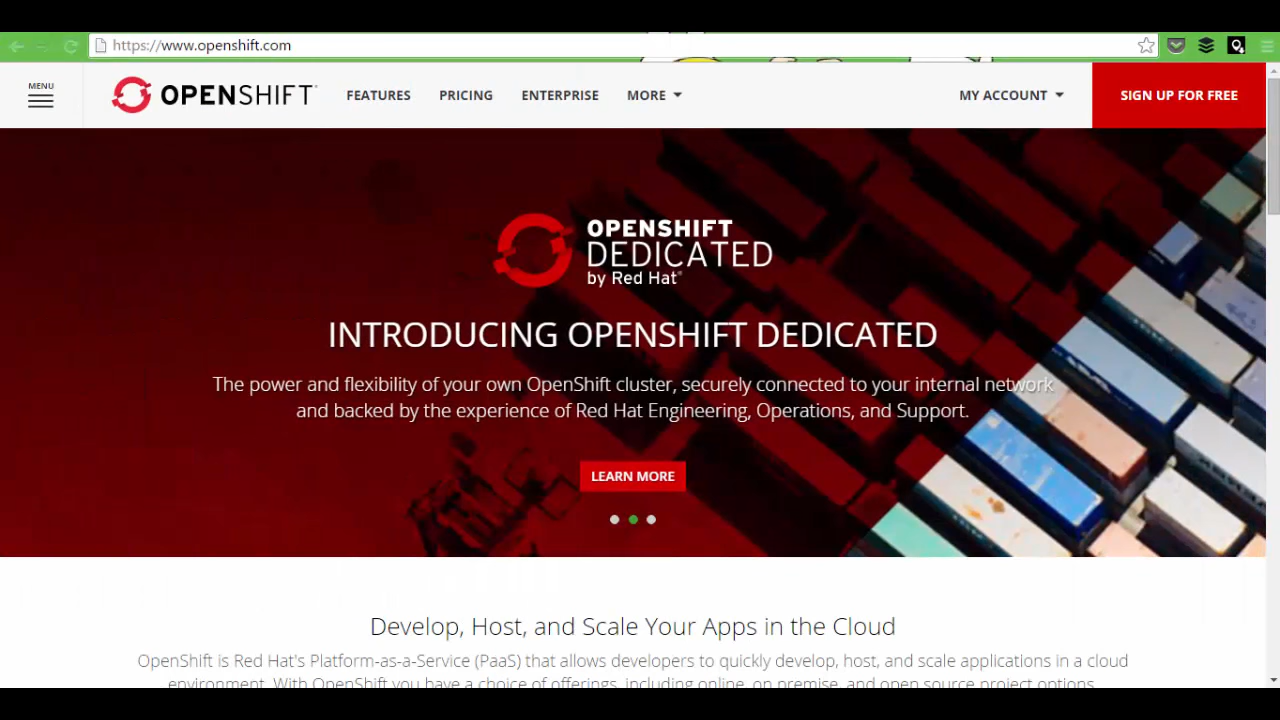 https://www.openshift.com
MENU
OPENSHIFT
FEATURES
PRICING
ENTERPRISE
MORE
MY ACCOUNT
SIGN UP FOR FREE
OPENSHIFT
DEDICATED
by Red Hat®
INTRODUCING OPENSHIFT DEDICATED
The power and flexibility of your own OpenShift cluster, securely connected to your internal network
and backed by the experience of Red Hat Engineering, Operations, and Support.
LEARN MORE
Develop, Host, and Scale Your Apps in the Cloud
OpenShift is Red Hat's Platform-as-a-Service (PaaS) that allows developers to quickly develop, host, and scale applications in a cloud
environment. With OpenShift you have a choice of offerings, including online, on premise, and open source project options.